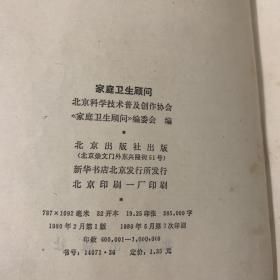 家庭卫生顾问
北京科学技术普及创作协会
《家庭卫生顾问》编委会 编
*
北京出版社出版
(北京崇文门外东兴隆街51号)
新华书店北京发行所发行
北京印刷一厂印刷
*
787×1092毫米 32开本 19.25印张 385,000字
1980年2月第1版 1980年6月第3次印刷
印数 600,001—1,000,000
书号：14071·36 定价：1.35元